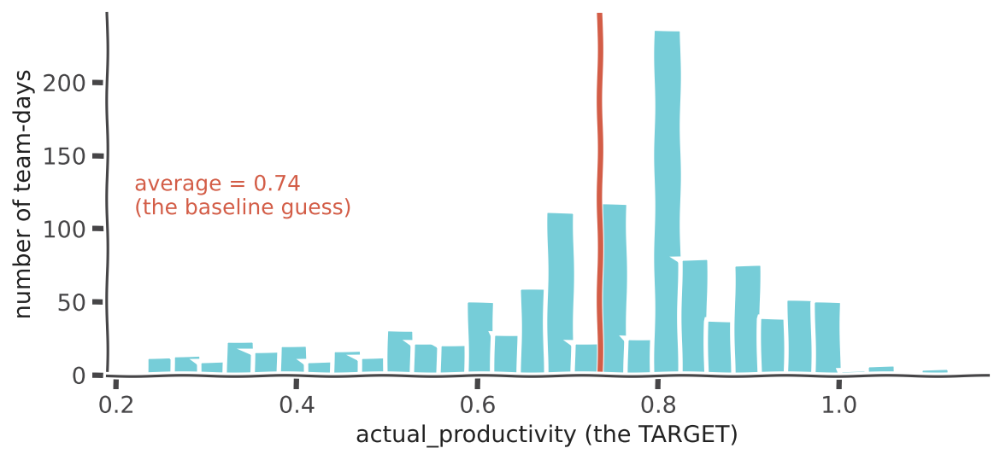 number of team-days
200
150
100
50
0
average = 0.74
(the baseline guess)
0.2
0.4
0.6
0.8
1.0
actual_productivity (the TARGET)